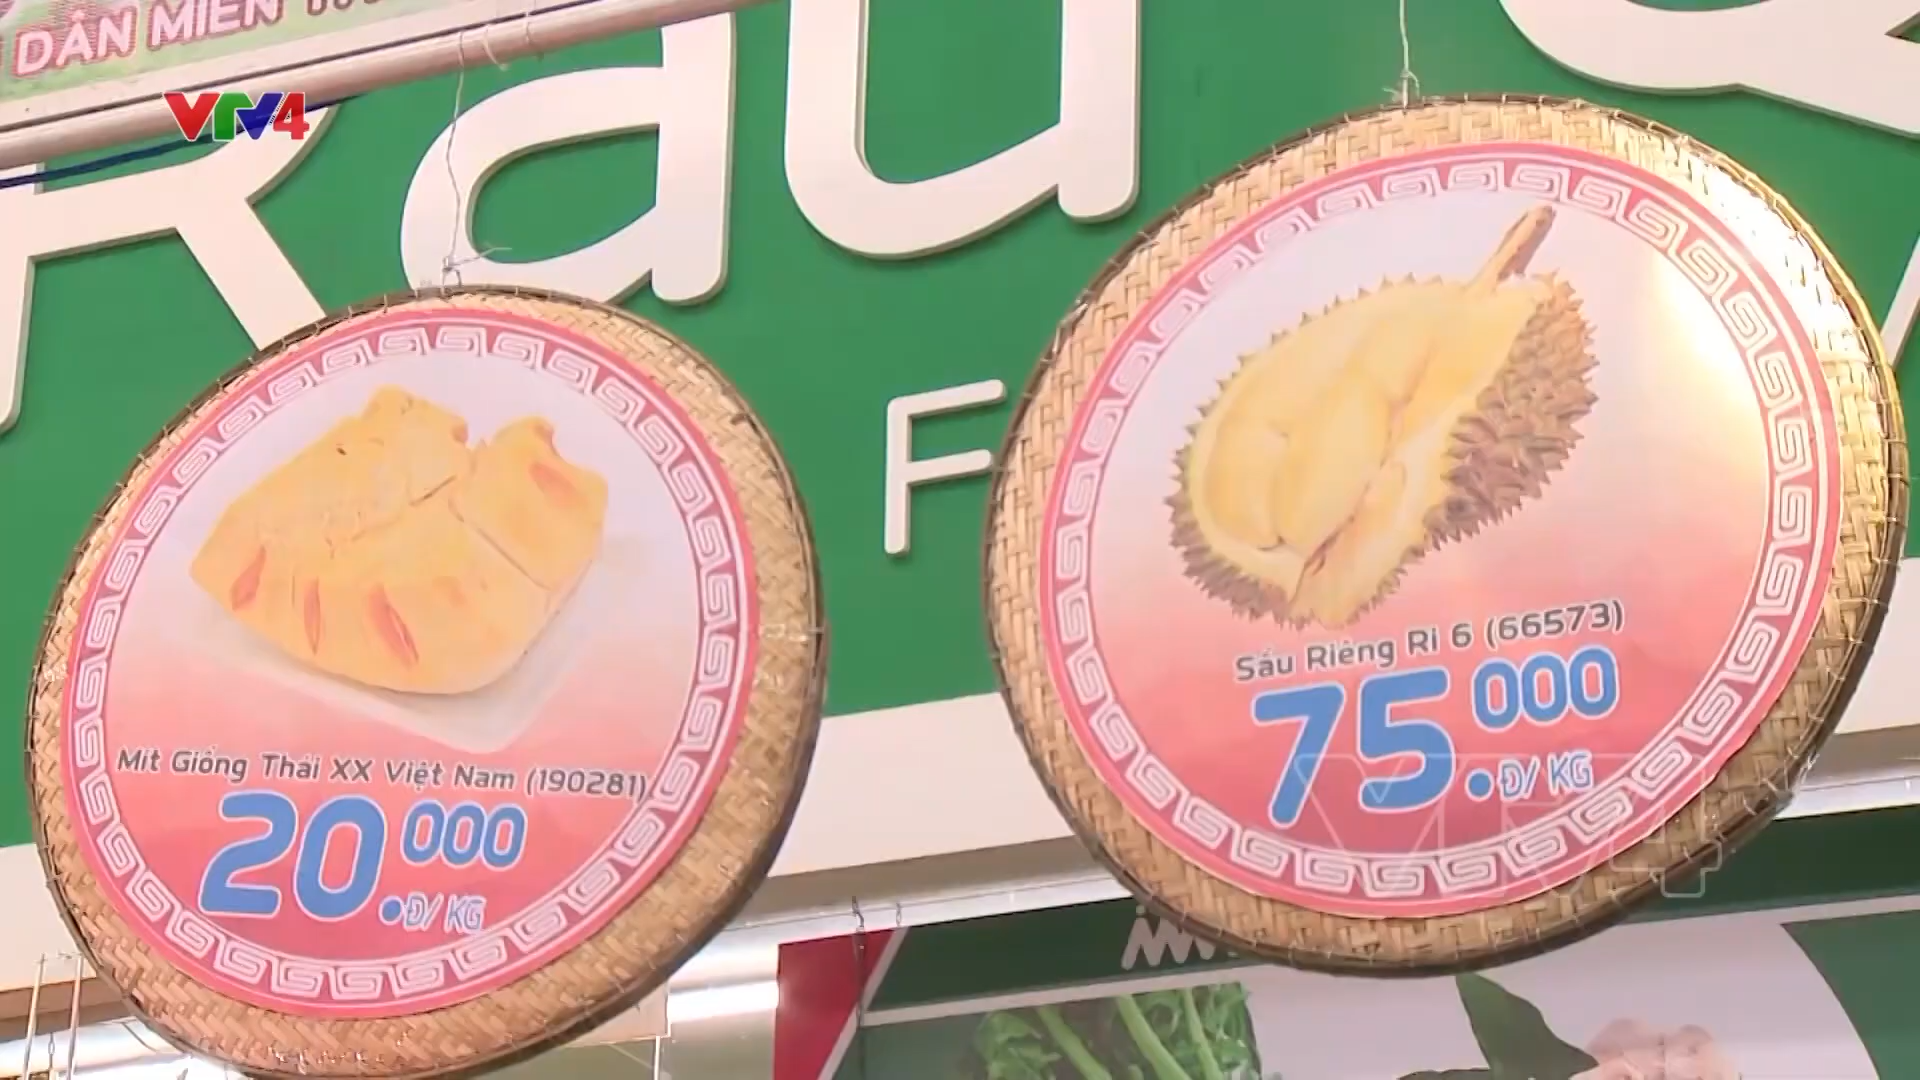 DÂN MIỀN
VTV4
Rau
F
Mít Giống Thái XX Việt Nam (190281)
20.000
Đ/ KG
Sầu Riêng Ri 6 (66573)
75.000
Đ/ KG
VTV4